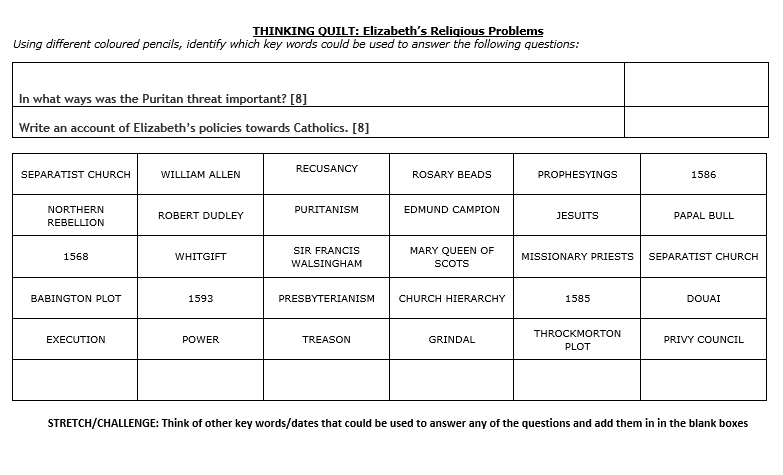 THINKING QUILT: Elizabeth's Religious Problems
Using different coloured pencils, identify which key words could be used to answer the following questions:
In what ways was the Puritan threat important? [8]
Write an account of Elizabeth's policies towards Catholics. [8]
SEPARATIST CHURCH WILLIAM ALLEN RECUSANCY ROSARY BEADS PROPHESYINGS 1586
NORTHERN REBELLION ROBERT DUDLEY PURITANISM EDMUND CAMPION JESUITS PAPAL BULL
1568 WHITGIFT SIR FRANCIS WALSINGHAM MARY QUEEN OF SCOTS MISSIONARY PRIESTS SEPARATIST CHURCH
BABINGTON PLOT 1593 PRESBYTERIANISM CHURCH HIERARCHY 1585 DOUAI
EXECUTION POWER TREASON GRINDAL THROCKMORTON PLOT PRIVY COUNCIL
STRETCH/CHALLENGE: Think of other key words/dates that could be used to answer any of the questions and add them in in the blank boxes